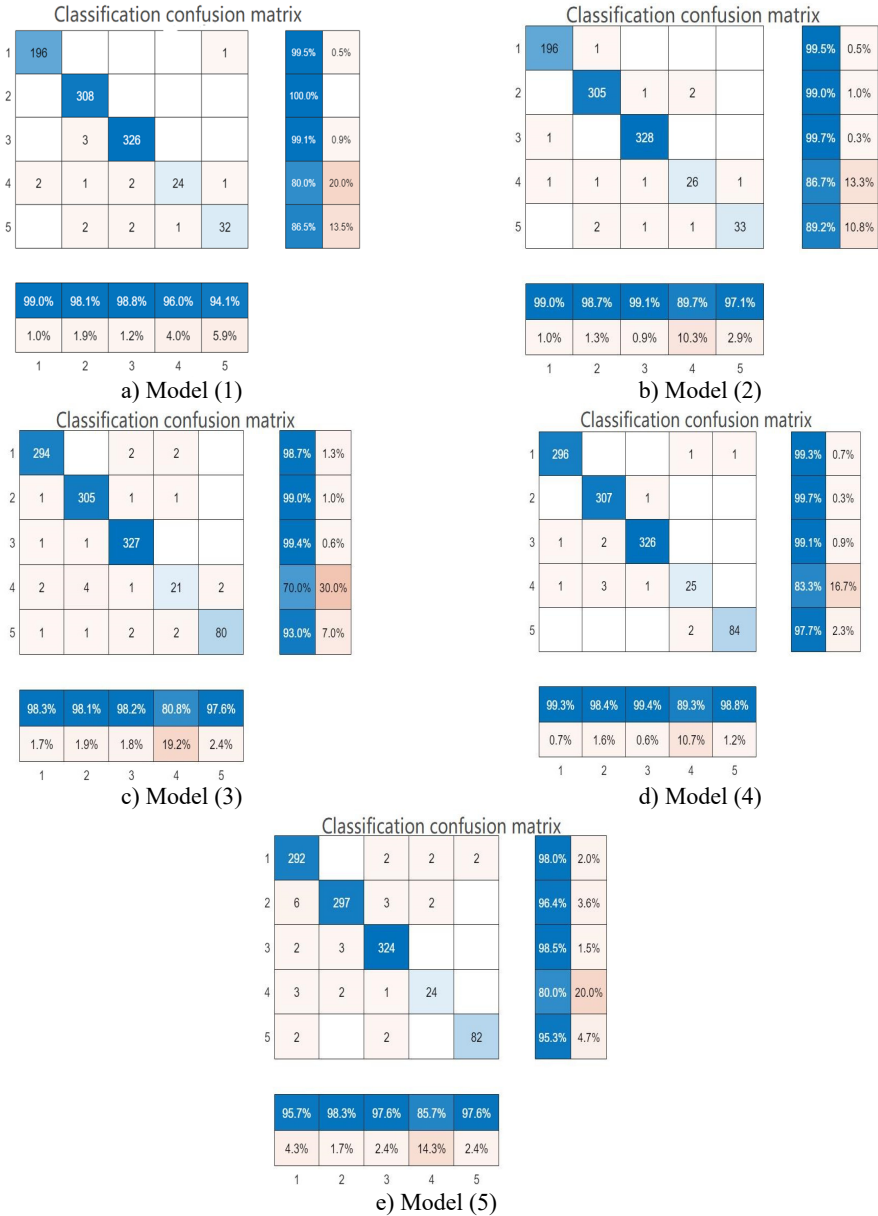 Classification confusion matrix
1 196 1 99.5% 0.5%
2 308 100.0%
3 3 326 99.1% 0.9%
4 2 1 2 24 1 80.0% 20.0%
5 2 2 1 32 86.5% 13.5%
99.0% 98.1% 98.8% 96.0% 94.1%
1.0% 1.9% 1.2% 4.0% 5.9%
1 2 3 4 5
a) Model (1)
Classification confusion matrix
1 196 1 99.5% 0.5%
2 305 1 2 99.0% 1.0%
3 1 328 99.7% 0.3%
4 1 1 1 26 1 86.7% 13.3%
5 2 1 1 33 89.2% 10.8%
99.0% 98.7% 99.1% 89.7% 97.1%
1.0% 1.3% 0.9% 10.3% 2.9%
1 2 3 4 5
b) Model (2)
Classification confusion matrix
1 294 2 2 98.7% 1.3%
2 1 305 1 1 99.0% 1.0%
3 1 1 327 99.4% 0.6%
4 2 4 1 21 2 70.0% 30.0%
5 1 1 2 2 80 93.0% 7.0%
98.3% 98.1% 98.2% 80.8% 97.6%
1.7% 1.9% 1.8% 19.2% 2.4%
1 2 3 4 5
c) Model (3)
Classification confusion matrix
1 296 1 1 99.3% 0.7%
2 307 1 99.7% 0.3%
3 1 2 326 99.1% 0.9%
4 1 3 1 25 83.3% 16.7%
5 2 84 97.7% 2.3%
99.3% 98.4% 99.4% 89.3% 98.8%
0.7% 1.6% 0.6% 10.7% 1.2%
1 2 3 4 5
d) Model (4)
Classification confusion matrix
1 292 2 2 2 98.0% 2.0%
2 6 297 3 2 96.4% 3.6%
3 2 3 324 98.5% 1.5%
4 3 2 1 24 80.0% 20.0%
5 2 2 82 95.3% 4.7%
95.7% 98.3% 97.6% 85.7% 97.6%
4.3% 1.7% 2.4% 14.3% 2.4%
1 2 3 4 5
e) Model (5)